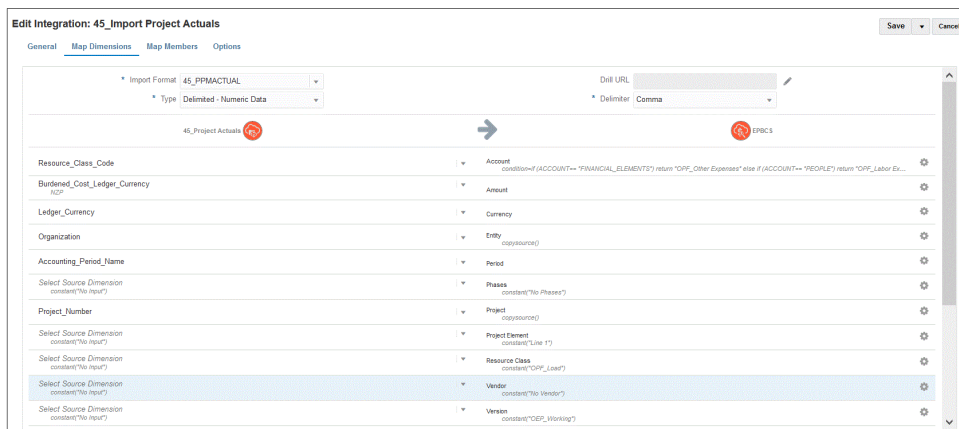 Edit Integration: 45_Import Project Actuals
Save
Cancel
General Map Dimensions Map Members Options
* Import Format 45_PPMACTUAL
Drill URL
* Type Delimited - Numeric Data
* Delimiter Comma
45_Project Actuals
EPBCS
Resource_Class_Code
Account
condition=if (ACCOUNT== "FINANCIAL_ELEMENTS") return "OPF_Other Expenses" else if (ACCOUNT== "PEOPLE") return "OPF_Labor Ex...
Burdened_Cost_Ledger_Currency
NZP
Amount
Ledger_Currency
Currency
Organization
Entity
copysource()
Accounting_Period_Name
Period
Select Source Dimension
constant("No Input")
Phases
constant("No Phases")
Project_Number
Project
copysource()
Select Source Dimension
constant("No Input")
Project Element
constant("Line 1")
Select Source Dimension
constant("No Input")
Resource Class
constant("OPF_Load")
Select Source Dimension
constant("No Input")
Vendor
constant("No Vendor")
Select Source Dimension
constant("No Input")
Version
constant("OEP_Working")